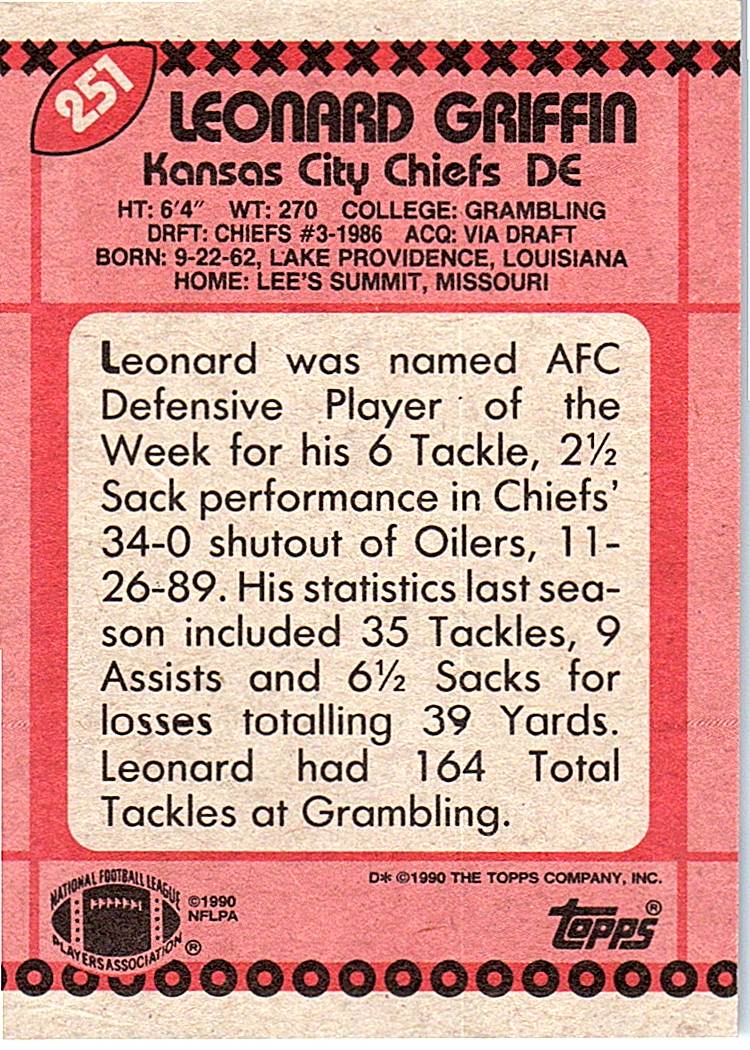 251
LEONARD GRIFFIN
Kansas City Chiefs DE
HT: 6'4" WT: 270 COLLEGE: GRAMBLING
DRFT: CHIEFS #3-1986 ACQ: VIA DRAFT
BORN: 9-22-62, LAKE PROVIDENCE, LOUISIANA
HOME: LEE'S SUMMIT, MISSOURI
Leonard was named AFC
Defensive Player of the
Week for his 6 Tackle, 2½
Sack performance in Chiefs'
34-0 shutout of Oilers, 11-
26-89. His statistics last sea-
son included 35 Tackles, 9
Assists and 6½ Sacks for
losses totalling 39 Yards.
Leonard had 164 Total
Tackles at Grambling.
NATIONAL FOOTBALL LEAGUE
PLAYERS ASSOCIATION ®
©1990
NFLPA
D* ©1990 THE TOPPS COMPANY, INC.
topps®